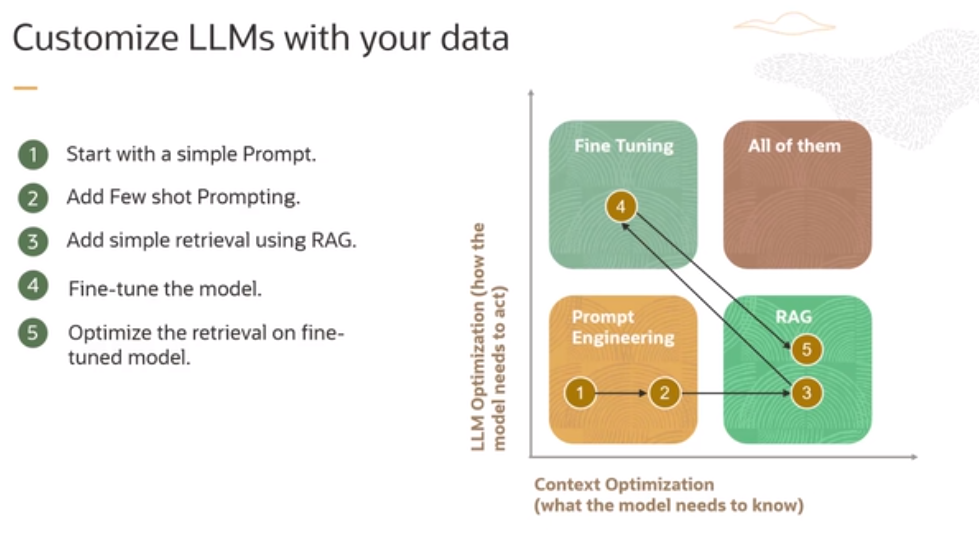 Customize LLMs with your data
1 Start with a simple Prompt.
2 Add Few shot Prompting.
3 Add simple retrieval using RAG.
4 Fine-tune the model.
5 Optimize the retrieval on fine-
tuned model.
LLM Optimization (how the
model needs to act)
Fine Tuning
4
All of them
Prompt
Engineering
1
2
RAG
5
3
Context Optimization
(what the model needs to know)